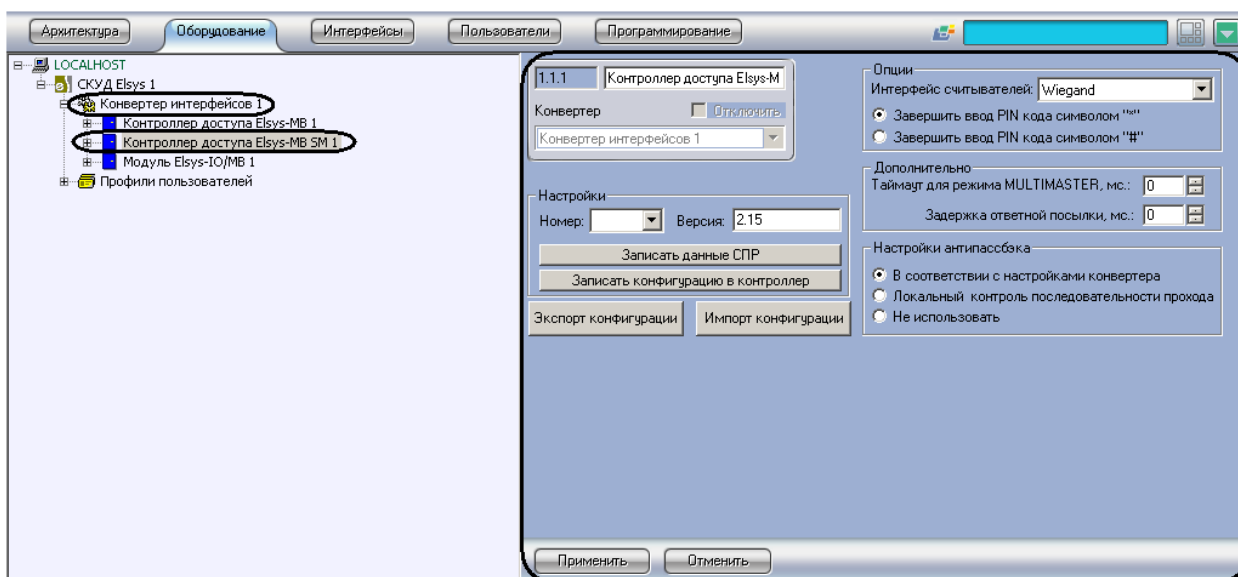 Архитектура
Оборудование
Интерфейсы
Пользователи
Программирование
LOCALHOST
СКУД Elsys 1
Конвертер интерфейсов 1
Контроллер доступа Elsys-MB 1
Контроллер доступа Elsys-MB SM 1
Модуль Elsys-IO/MB 1
Профили пользователей
1.1.1
Контроллер доступа Elsys-M
Конвертер
Отключить
Конвертер интерфейсов 1
Настройки
Номер:
Версия: 2.15
Записать данные СПР
Записать конфигурацию в контроллер
Экспорт конфигурации
Импорт конфигурации
Опции
Интерфейс считывателей: Wiegand
Завершить ввод PIN кода символом "*"
Завершить ввод PIN кода символом "#"
Дополнительно
Таймаут для режима MULTIMASTER, мс.: 0
Задержка ответной посылки, мс.: 0
Настройки антипассбэка
В соответствии с настройками конвертера
Локальный контроль последовательности прохода
Не использовать
Применить
Отменить